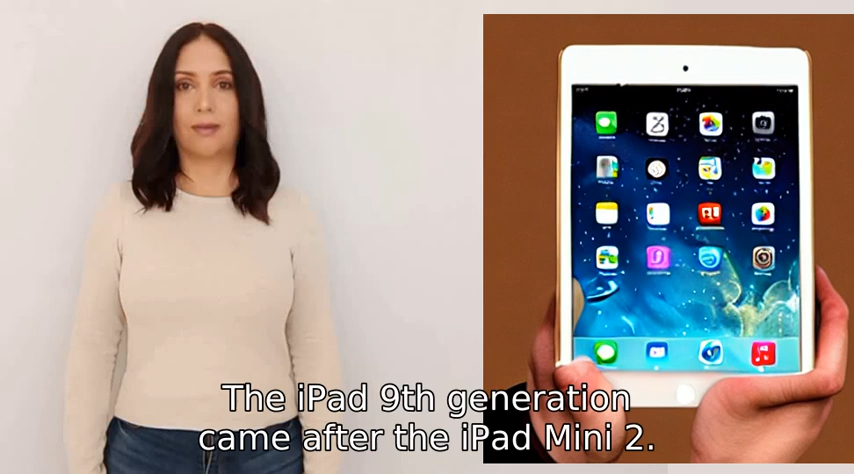 The iPad 9th generation
came after the iPad Mini 2.